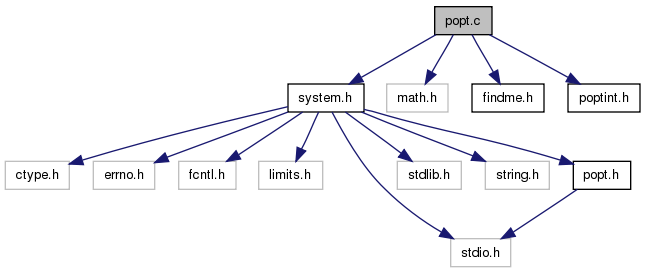 popt.c
system.h
math.h
findme.h
poptint.h
ctype.h
errno.h
fcntl.h
limits.h
stdlib.h
string.h
popt.h
stdio.h